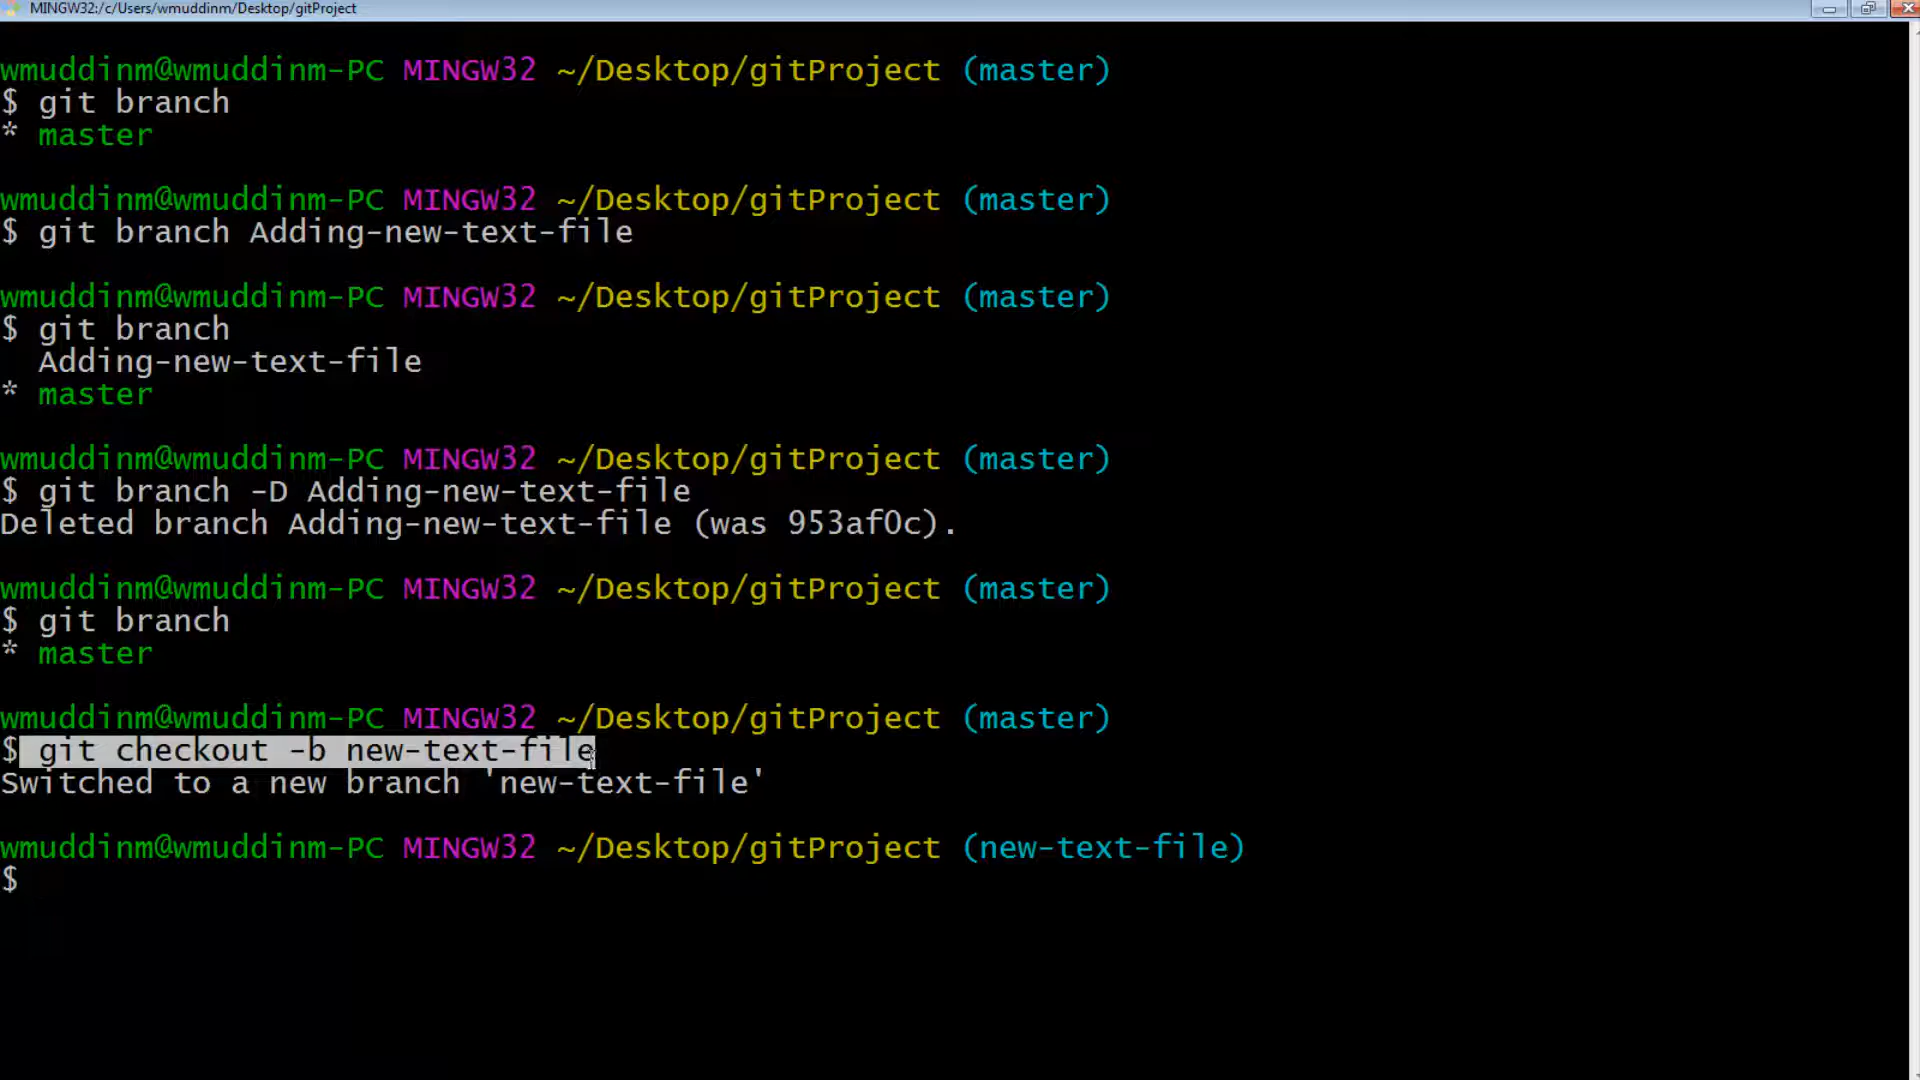 MINGW32:/c/Users/wmuddinm/Desktop/gitProject
wmuddinm@wmuddinm-PC MINGW32 ~/Desktop/gitProject (master)
$ git branch
* master
wmuddinm@wmuddinm-PC MINGW32 ~/Desktop/gitProject (master)
$ git branch Adding-new-text-file
wmuddinm@wmuddinm-PC MINGW32 ~/Desktop/gitProject (master)
$ git branch
  Adding-new-text-file
* master
wmuddinm@wmuddinm-PC MINGW32 ~/Desktop/gitProject (master)
$ git branch -D Adding-new-text-file
Deleted branch Adding-new-text-file (was 953af0c).
wmuddinm@wmuddinm-PC MINGW32 ~/Desktop/gitProject (master)
$ git branch
* master
wmuddinm@wmuddinm-PC MINGW32 ~/Desktop/gitProject (master)
$ git checkout -b new-text-file
Switched to a new branch 'new-text-file'
wmuddinm@wmuddinm-PC MINGW32 ~/Desktop/gitProject (new-text-file)
$